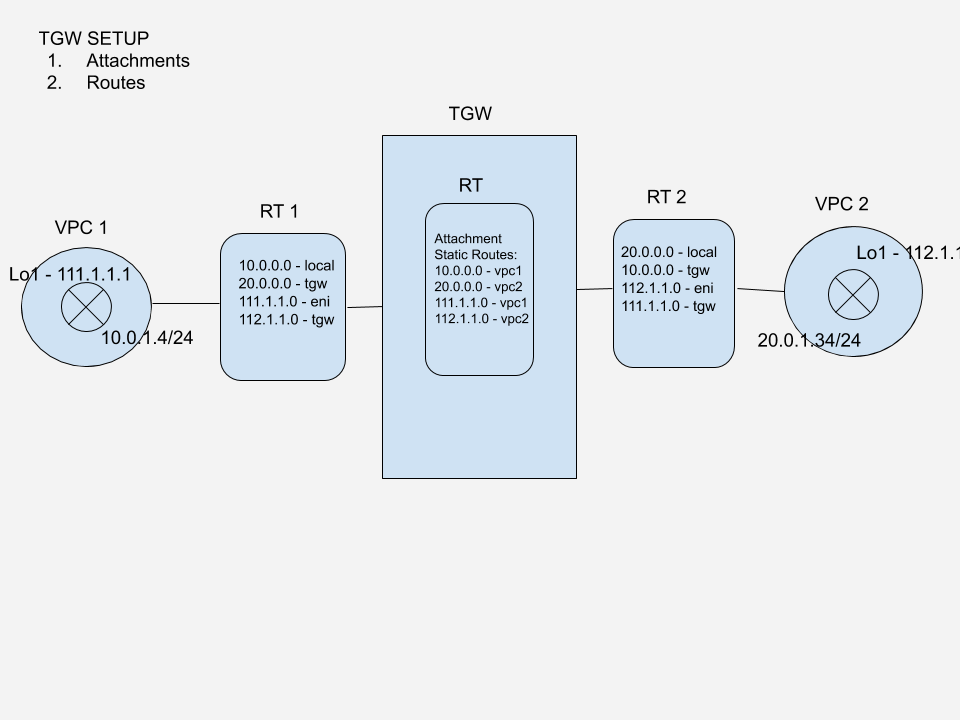 TGW SETUP
1. Attachments
2. Routes
TGW
RT
RT 1
RT 2
VPC 1
VPC 2
Lo1 - 111.1.1.1
10.0.1.4/24
10.0.0.0 - local
20.0.0.0 - tgw
111.1.1.0 - eni
112.1.1.0 - tgw
Attachment
Static Routes:
10.0.0.0 - vpc1
20.0.0.0 - vpc2
111.1.1.0 - vpc1
112.1.1.0 - vpc2
20.0.0.0 - local
10.0.0.0 - tgw
112.1.1.0 - eni
111.1.1.0 - tgw
Lo1 - 112.1.1
20.0.1.34/24